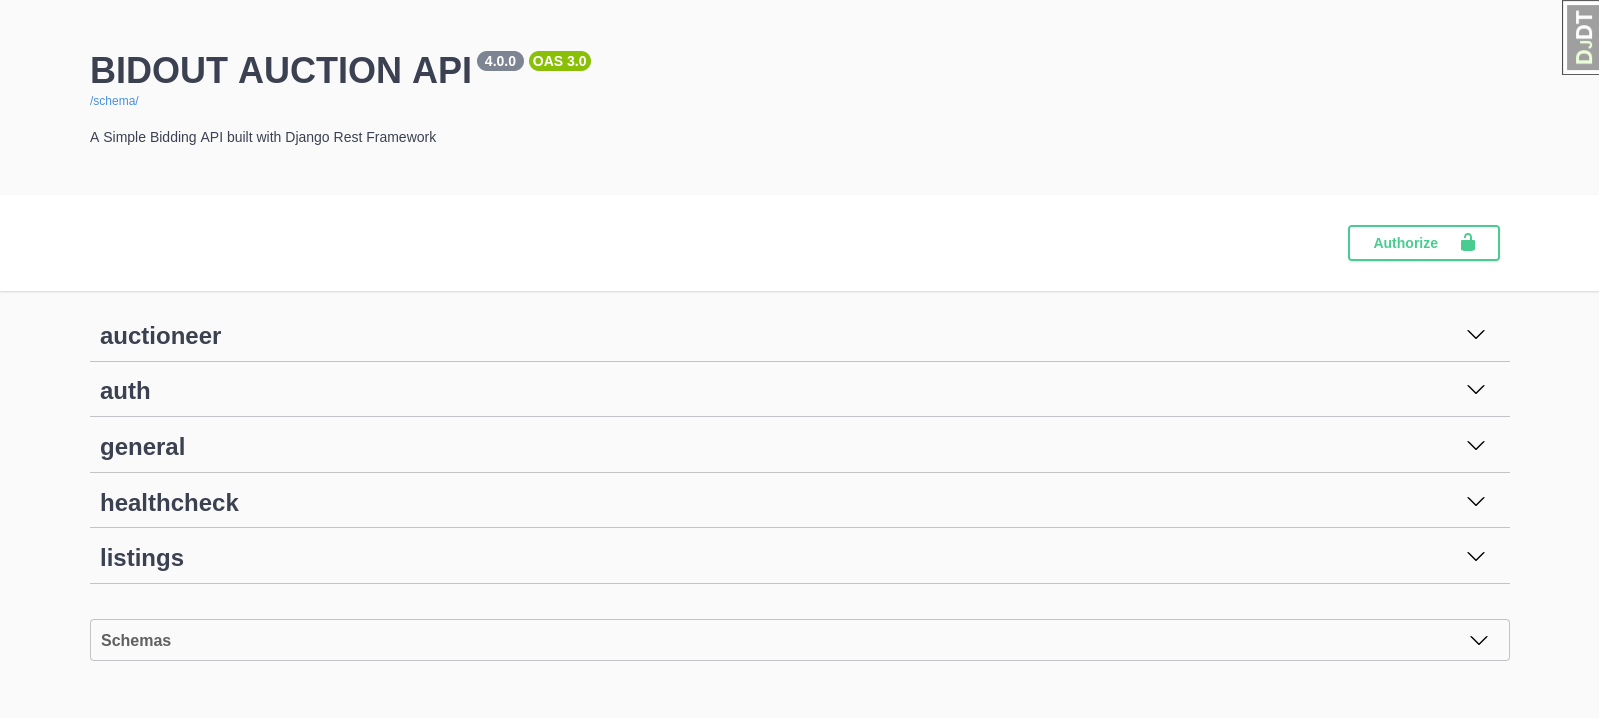 BIDOUT AUCTION API 4.0.0 OAS 3.0
/schema/
A Simple Bidding API built with Django Rest Framework
DJDT
Authorize
auctioneer
auth
general
healthcheck
listings
Schemas